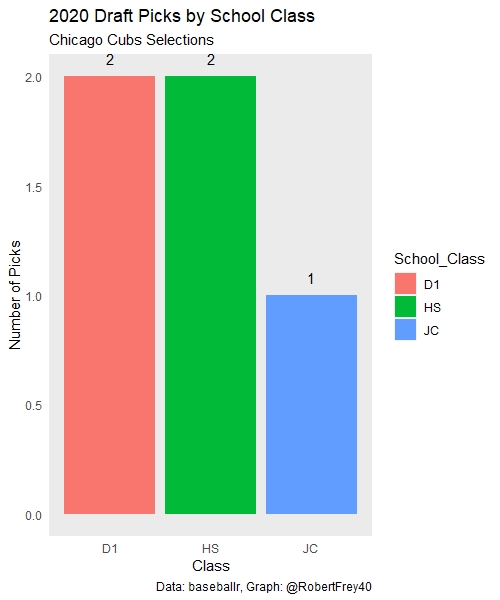 2020 Draft Picks by School Class
Chicago Cubs Selections
2
2
1
2.0
1.5
1.0
0.5
0.0
Number of Picks
D1
HS
JC
Class
School_Class
D1
HS
JC
Data: baseballr, Graph: @RobertFrey40